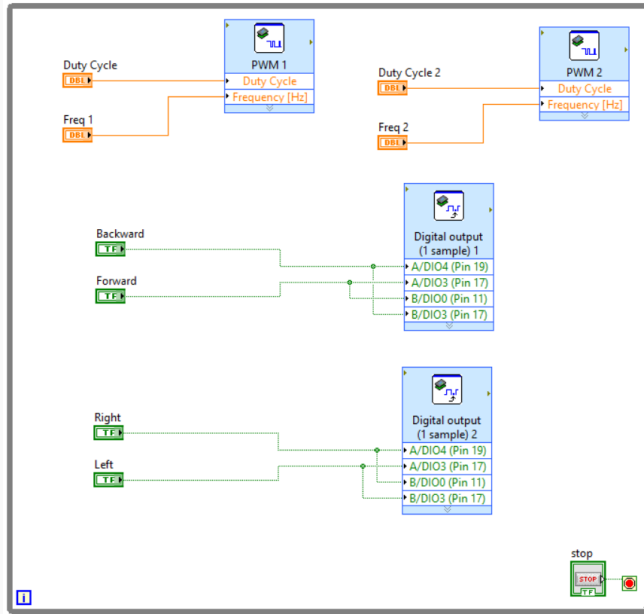 PWM 1
Duty Cycle
Frequency [Hz]
Duty Cycle
DBL
Freq 1
DBL
PWM 2
Duty Cycle
Frequency [Hz]
Duty Cycle 2
DBL
Freq 2
DBL
Backward
TF
Forward
TF
Digital output
(1 sample) 1
A/DIO4 (Pin 19)
A/DIO3 (Pin 17)
B/DIO0 (Pin 11)
B/DIO3 (Pin 17)
Right
TF
Left
TF
Digital output
(1 sample) 2
A/DIO4 (Pin 19)
A/DIO3 (Pin 17)
B/DIO0 (Pin 11)
B/DIO3 (Pin 17)
stop
STOP
TF
i